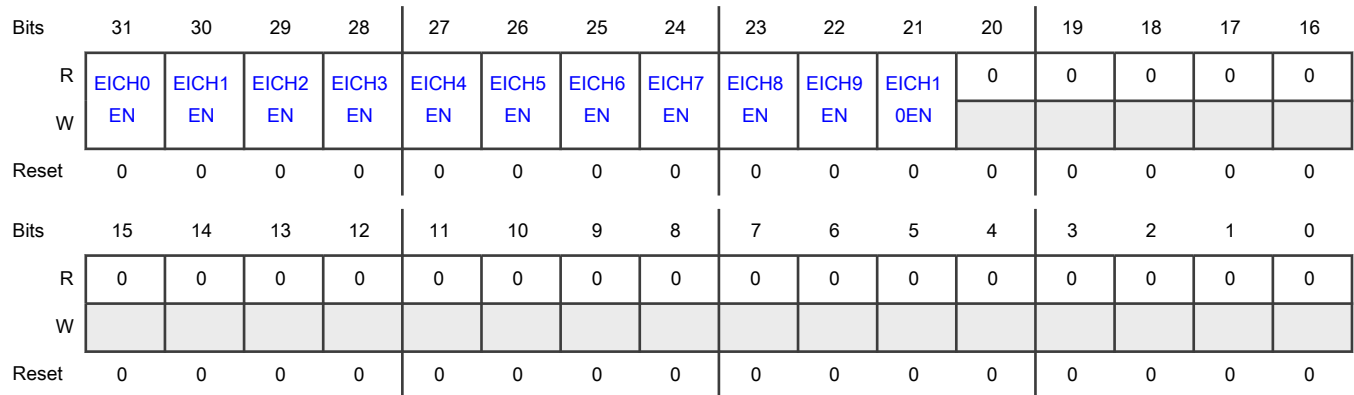 Bits 31 30 29 28 27 26 25 24 23 22 21 20 19 18 17 16
R EICH0 EICH1 EICH2 EICH3 EICH4 EICH5 EICH6 EICH7 EICH8 EICH9 EICH1 0 0 0 0 0
W EN EN EN EN EN EN EN EN EN EN 0EN
Reset 0 0 0 0 0 0 0 0 0 0 0 0 0 0 0 0
Bits 15 14 13 12 11 10 9 8 7 6 5 4 3 2 1 0
R 0 0 0 0 0 0 0 0 0 0 0 0 0 0 0 0
W
Reset 0 0 0 0 0 0 0 0 0 0 0 0 0 0 0 0